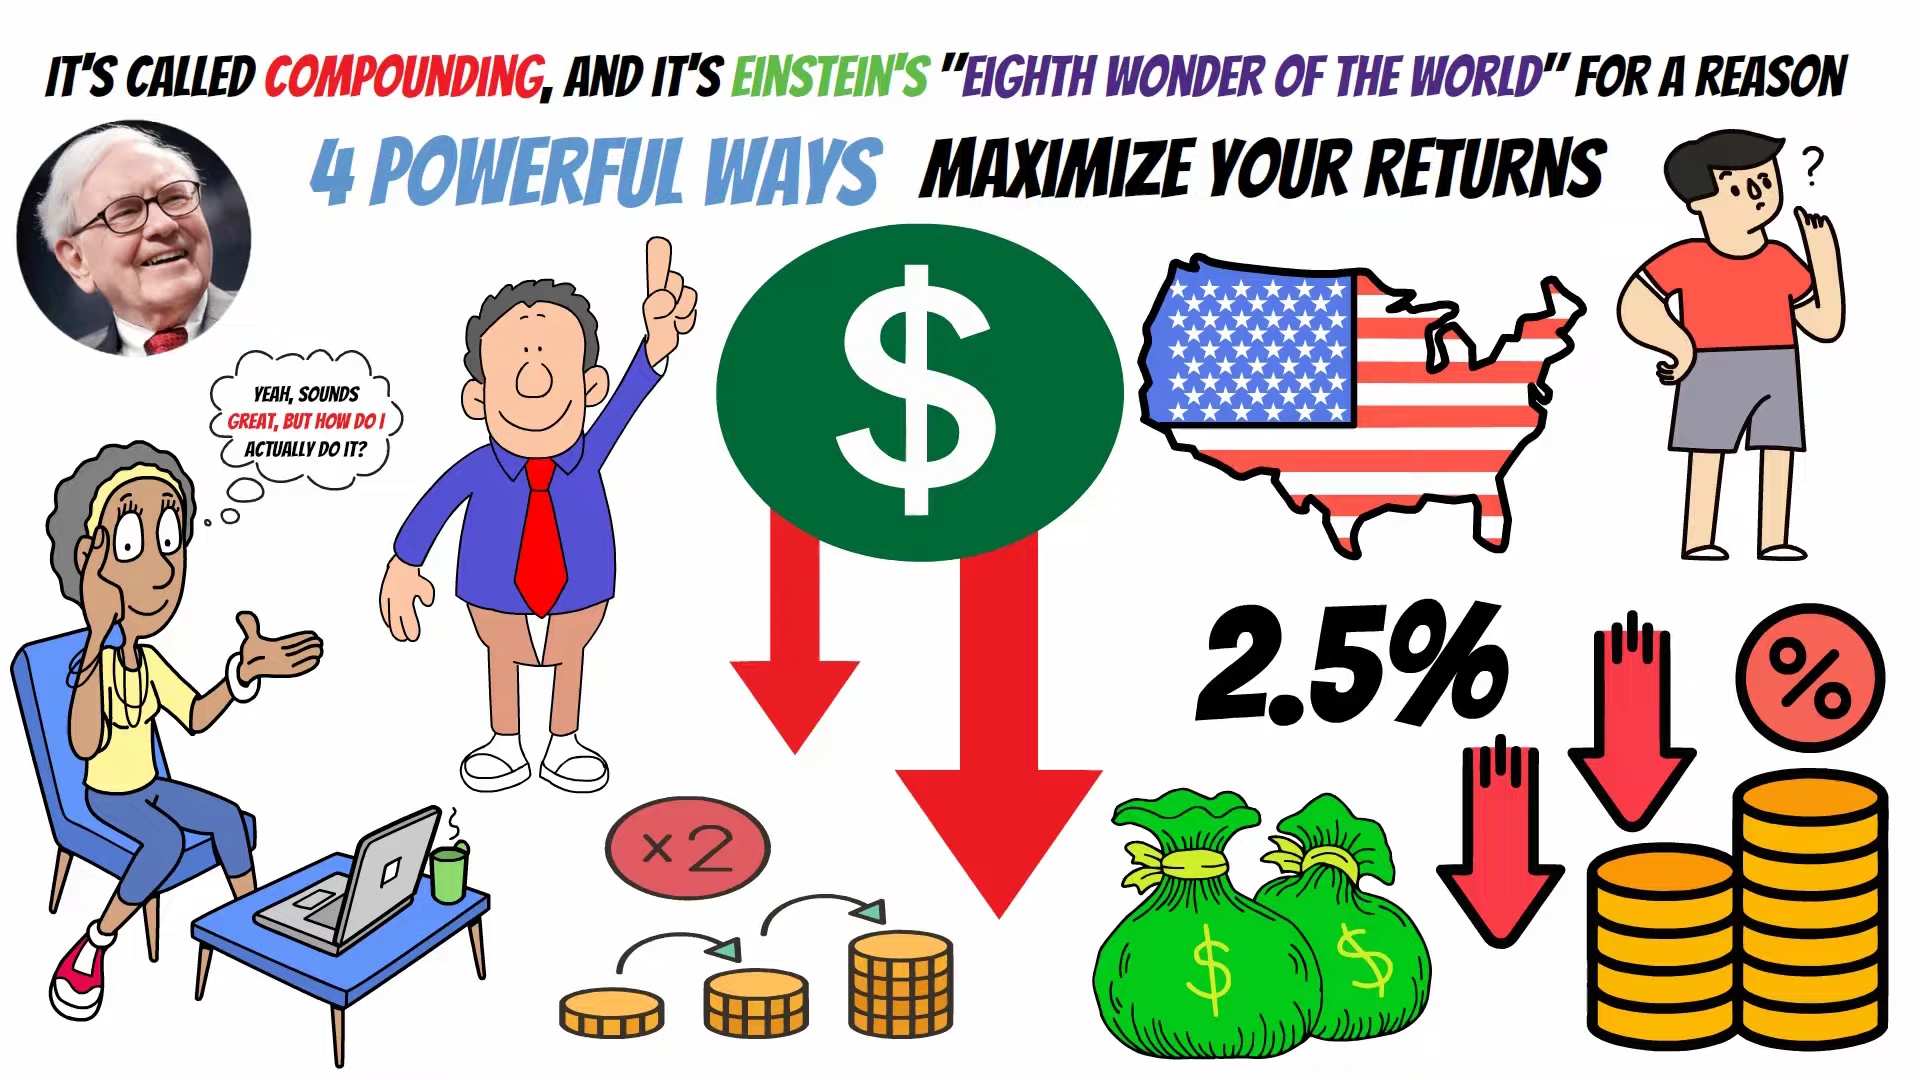 IT'S CALLED COMPOUNDING, AND IT'S EINSTEIN'S "EIGHTH WONDER OF THE WORLD" FOR A REASON
4 POWERFUL WAYS MAXIMIZE YOUR RETURNS
?
$
YEAH, SOUNDS
GREAT, BUT HOW DO I
ACTUALLY DO IT?
2.5%
%
×2
$
$